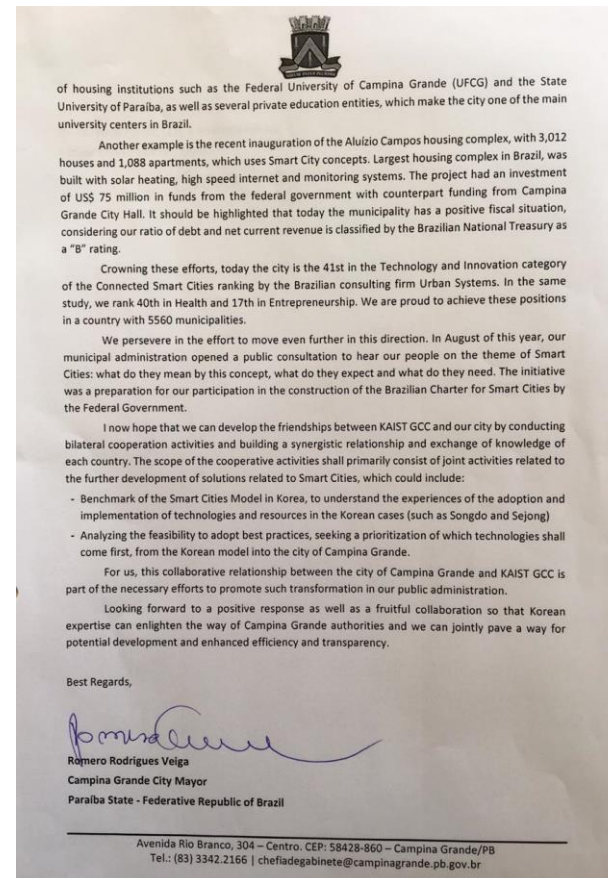 of housing institutions such as the Federal University of Campina Grande (UFCG) and the State
University of Paraíba, as well as several private education entities, which make the city one of the main
university centers in Brazil.
Another example is the recent inauguration of the Aluízio Campos housing complex, with 3,012
houses and 1,088 apartments, which uses Smart City concepts. Largest housing complex in Brazil, was
built with solar heating, high speed internet and monitoring systems. The project had an investment
of US$ 75 million in funds from the federal government with counterpart funding from Campina
Grande City Hall. It should be highlighted that today the municipality has a positive fiscal situation,
considering our ratio of debt and net current revenue is classified by the Brazilian National Treasury as
a "B" rating.
Crowning these efforts, today the city is the 41st in the Technology and Innovation category
of the Connected Smart Cities ranking by the Brazilian consulting firm Urban Systems. In the same
study, we rank 40th in Health and 17th in Entrepreneurship. We are proud to achieve these positions
in a country with 5560 municipalities.
We persevere in the effort to move even further in this direction. In August of this year, our
municipal administration opened a public consultation to hear our people on the theme of Smart
Cities: what do they mean by this concept, what do they expect and what do they need. The initiative
was a preparation for our participation in the construction of the Brazilian Charter for Smart Cities by
the Federal Government.
I now hope that we can develop the friendships between KAIST GCC and our city by conducting
bilateral cooperation activities and building a synergistic relationship and exchange of knowledge of
each country. The scope of the cooperative activities shall primarily consist of joint activities related to
the further development of solutions related to Smart Cities, which could include:
- Benchmark of the Smart Cities Model in Korea, to understand the experiences of the adoption and
implementation of technologies and resources in the Korean cases (such as Songdo and Sejong)
- Analyzing the feasibility to adopt best practices, seeking a prioritization of which technologies shall
come first, from the Korean model into the city of Campina Grande.
For us, this collaborative relationship between the city of Campina Grande and KAIST GCC is
part of the necessary efforts to promote such transformation in our public administration.
Looking forward to a positive response as well as a fruitful collaboration so that Korean
expertise can enlighten the way of Campina Grande authorities and we can jointly pave a way for
potential development and enhanced efficiency and transparency.
Best Regards,
Romero Rodrigues Veiga
Campina Grande City Mayor
Paraíba State - Federative Republic of Brazil
Avenida Rio Branco, 304 – Centro. CEP: 58428-860 – Campina Grande/PB
Tel.: (83) 3342.2166 | chefiadegabinete@campinagrande.pb.gov.br